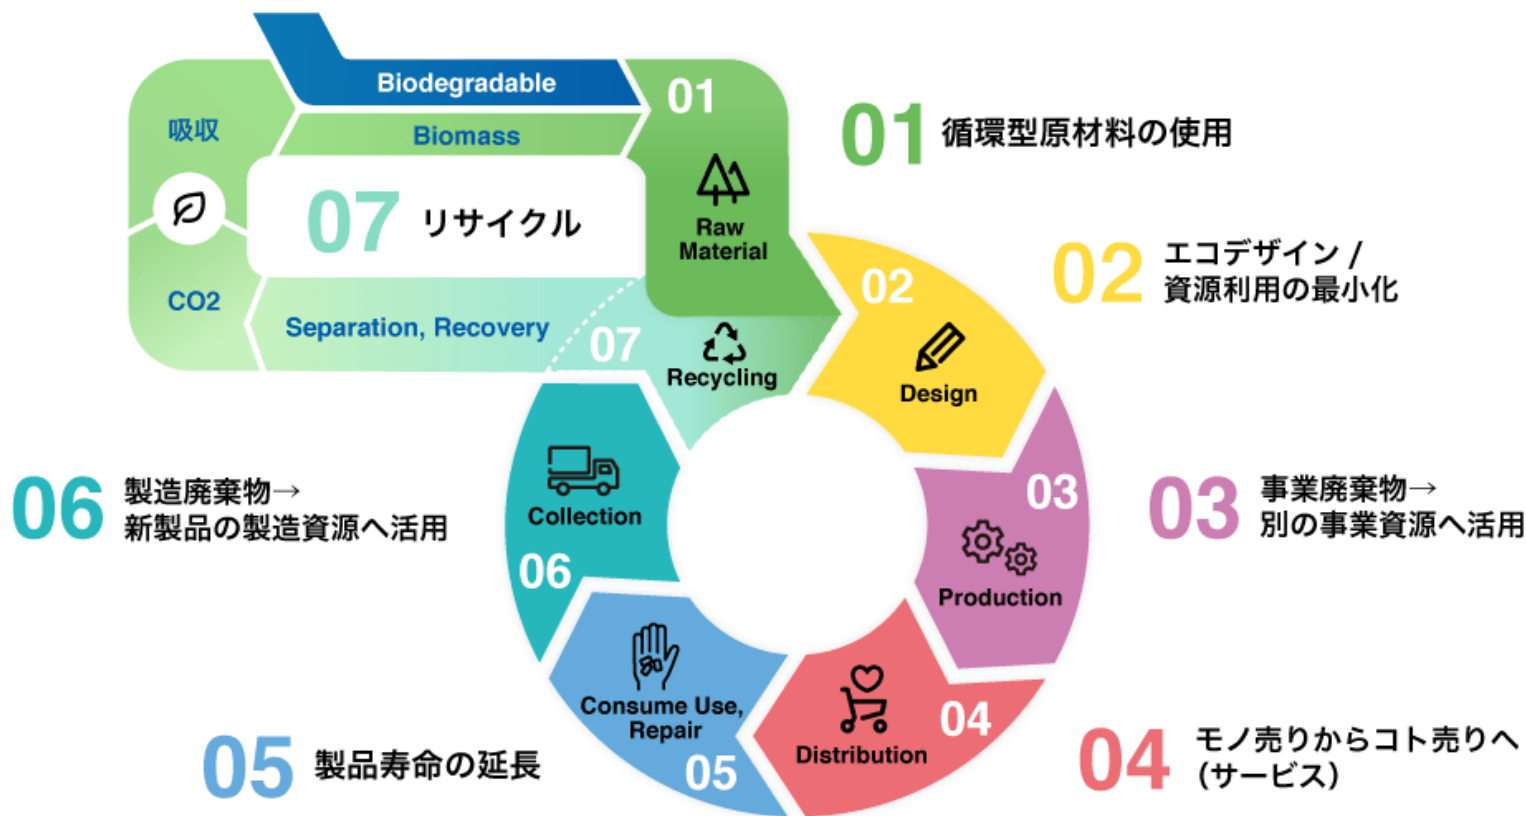 Biodegradable
01
吸収
Biomass
01 循環型原材料の使用
07 リサイクル
Raw
Material
CO2
Separation, Recovery
07
Recycling
02
Design
02 エコデザイン /
資源利用の最小化
03
Production
03 事業廃棄物→
別の事業資源へ活用
06 製造廃棄物→
新製品の製造資源へ活用
Collection
06
Consume Use,
Repair
05
05 製品寿命の延長
04
Distribution
04 モノ売りからコト売りへ
（サービス）